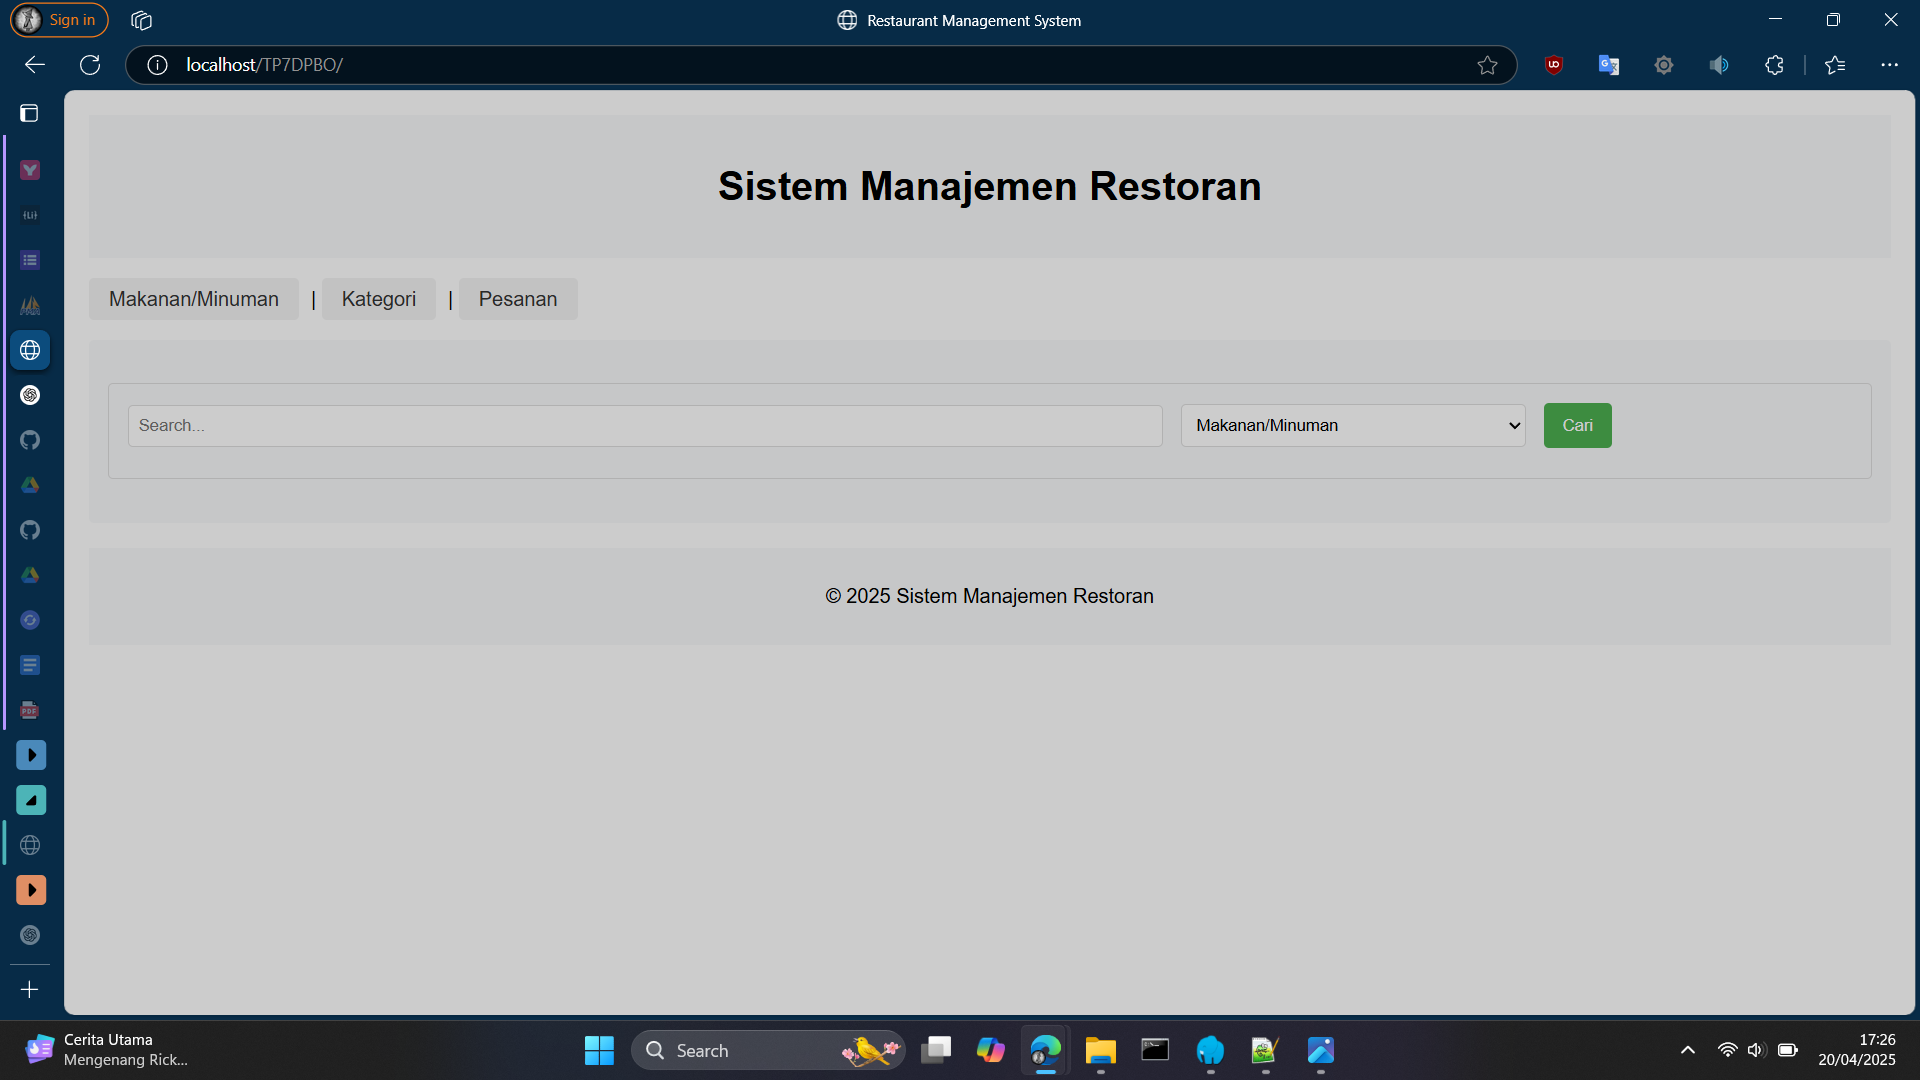 Sign in
Restaurant Management System
localhost/TP7DPBO/
Sistem Manajemen Restoran
Makanan/Minuman | Kategori | Pesanan
Search...
Makanan/Minuman
Cari
© 2025 Sistem Manajemen Restoran
PDF
Cerita Utama
Mengenang Rick...
Search
17:26
20/04/2025